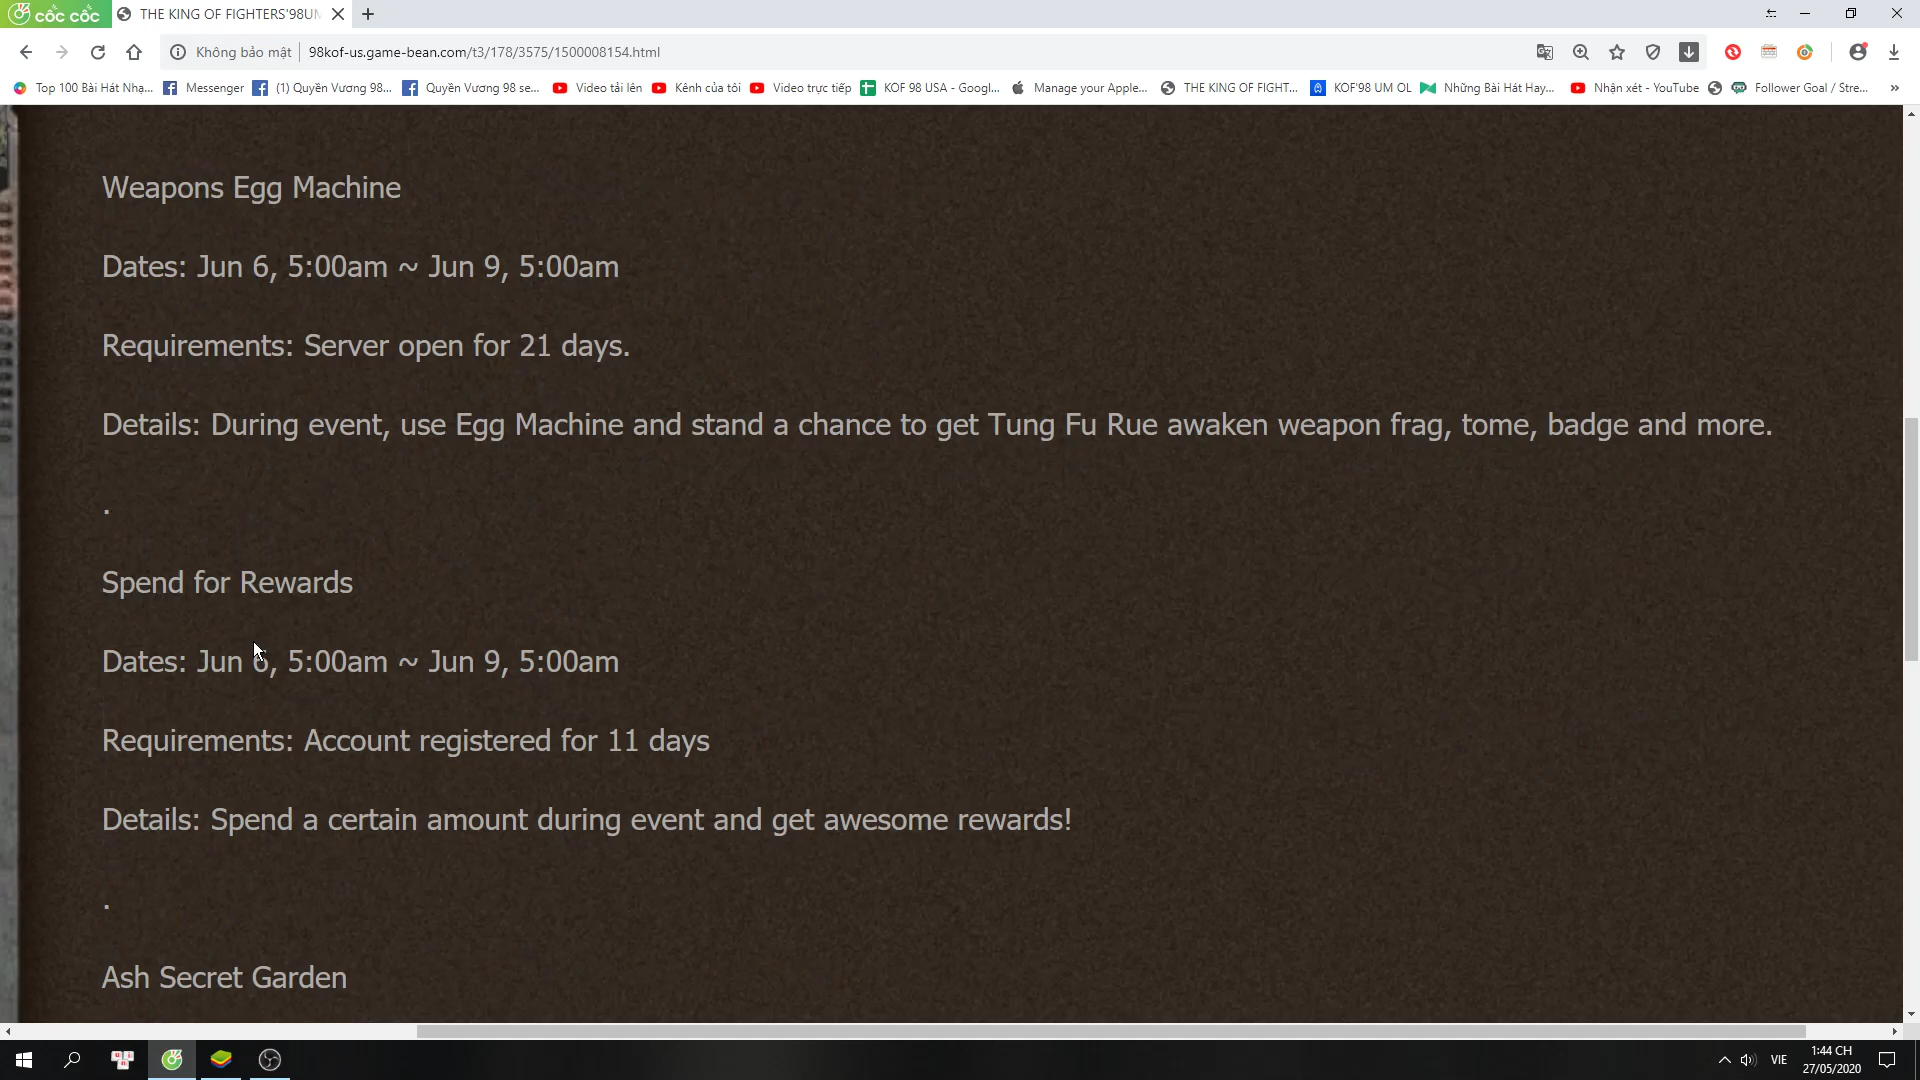 cốc cốc
THE KING OF FIGHTERS'98UM
Không bảo mật
98kof-us.game-bean.com/t3/178/3575/1500008154.html
Top 100 Bài Hát Nhạ...
Messenger
(1) Quyền Vương 98...
Quyền Vương 98 se...
Video tải lên
Kênh của tôi
Video trực tiếp
KOF 98 USA - Googl...
Manage your Apple...
THE KING OF FIGHT...
KOF'98 UM OL
Những Bài Hát Hay...
Nhận xét - YouTube
Follower Goal / Stre...
Weapons Egg Machine
Dates: Jun 6, 5:00am ~ Jun 9, 5:00am
Requirements: Server open for 21 days.
Details: During event, use Egg Machine and stand a chance to get Tung Fu Rue awaken weapon frag, tome, badge and more.
.
Spend for Rewards
Dates: Jun 6, 5:00am ~ Jun 9, 5:00am
Requirements: Account registered for 11 days
Details: Spend a certain amount during event and get awesome rewards!
.
Ash Secret Garden
VIE
1:44 CH
27/05/2020